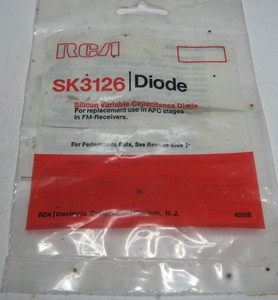 RCA
SK3126 | Diode
Silicon Variable Capacitance Diode
For replacement use in AFC stages
in FM-Receivers.
For Performance Data, See Reverse Side
RCA | Electronic Components | Harrison, N. J.